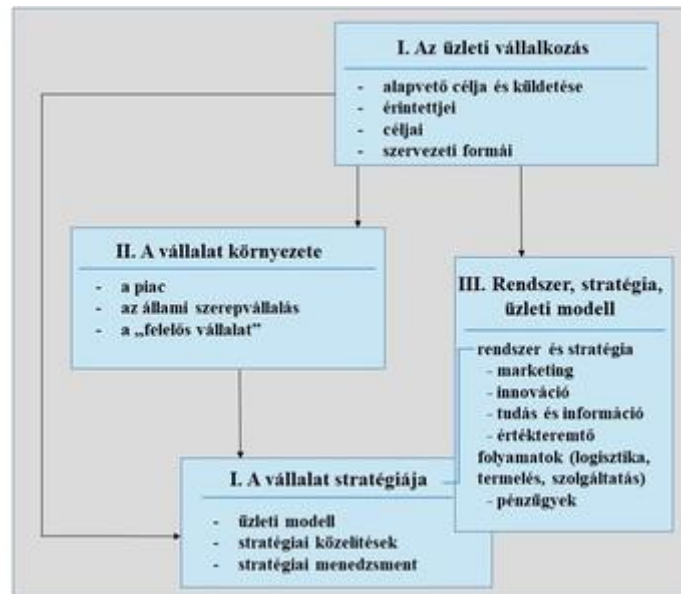 I. Az üzleti vállalkozás
- alapvető célja és küldetése
- érintettjei
- céljai
- szervezeti formái
II. A vállalat környezete
- a piac
- az állami szerepvállalás
- a „felelős vállalat”
III. Rendszer, stratégia,
üzleti modell
rendszer és stratégia
- marketing
- innováció
- tudás és információ
- értékteremtő
folyamatok (logisztika,
termelés, szolgáltatás)
- pénzügyek
I. A vállalat stratégiája
- üzleti modell
- stratégiai közelítések
- stratégiai menedzsment